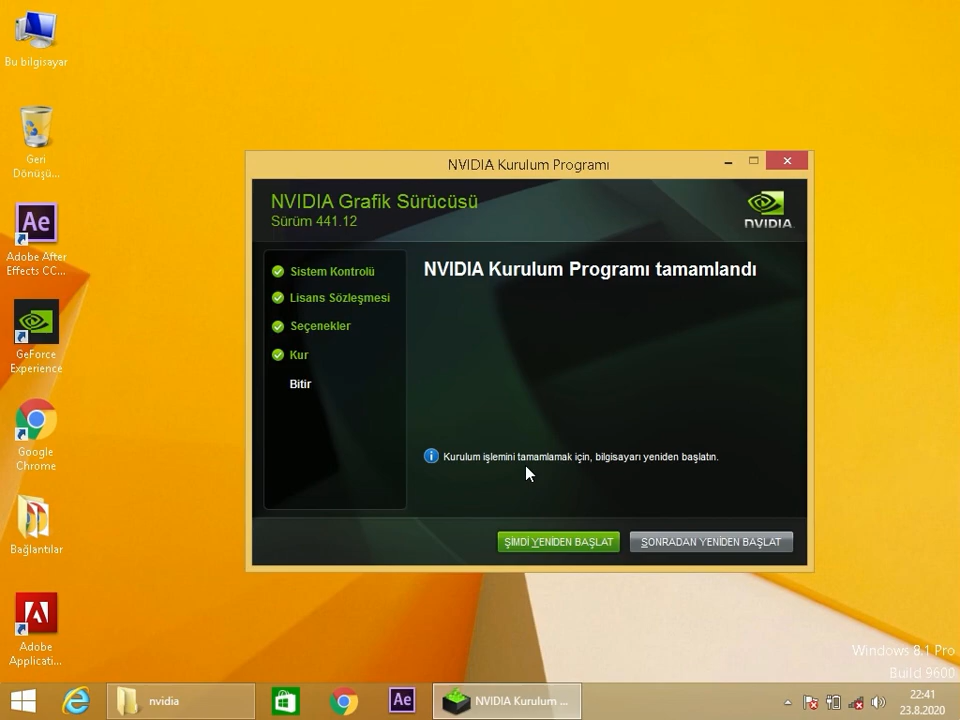 Bu bilgisayar
Geri
Dönüşü...
Ae
Adobe After
Effects CC...
GeForce
Experience
Google
Chrome
Bağlantılar
Adobe
Applicati...
NVIDIA Kurulum Programı
NVIDIA Grafik Sürücüsü
Sürüm 441.12
NVIDIA.
Sistem Kontrolü
Lisans Sözleşmesi
Seçenekler
Kur
Bitir
NVIDIA Kurulum Programı tamamlandı
Kurulum işlemini tamamlamak için, bilgisayarı yeniden başlatın.
ŞİMDİ YENİDEN BAŞLAT
SONRADAN YENİDEN BAŞLAT
Windows 8.1 Pro
Build 9600
nvidia
Ae
NVIDIA Kurulum ...
22:41
23.8.2020